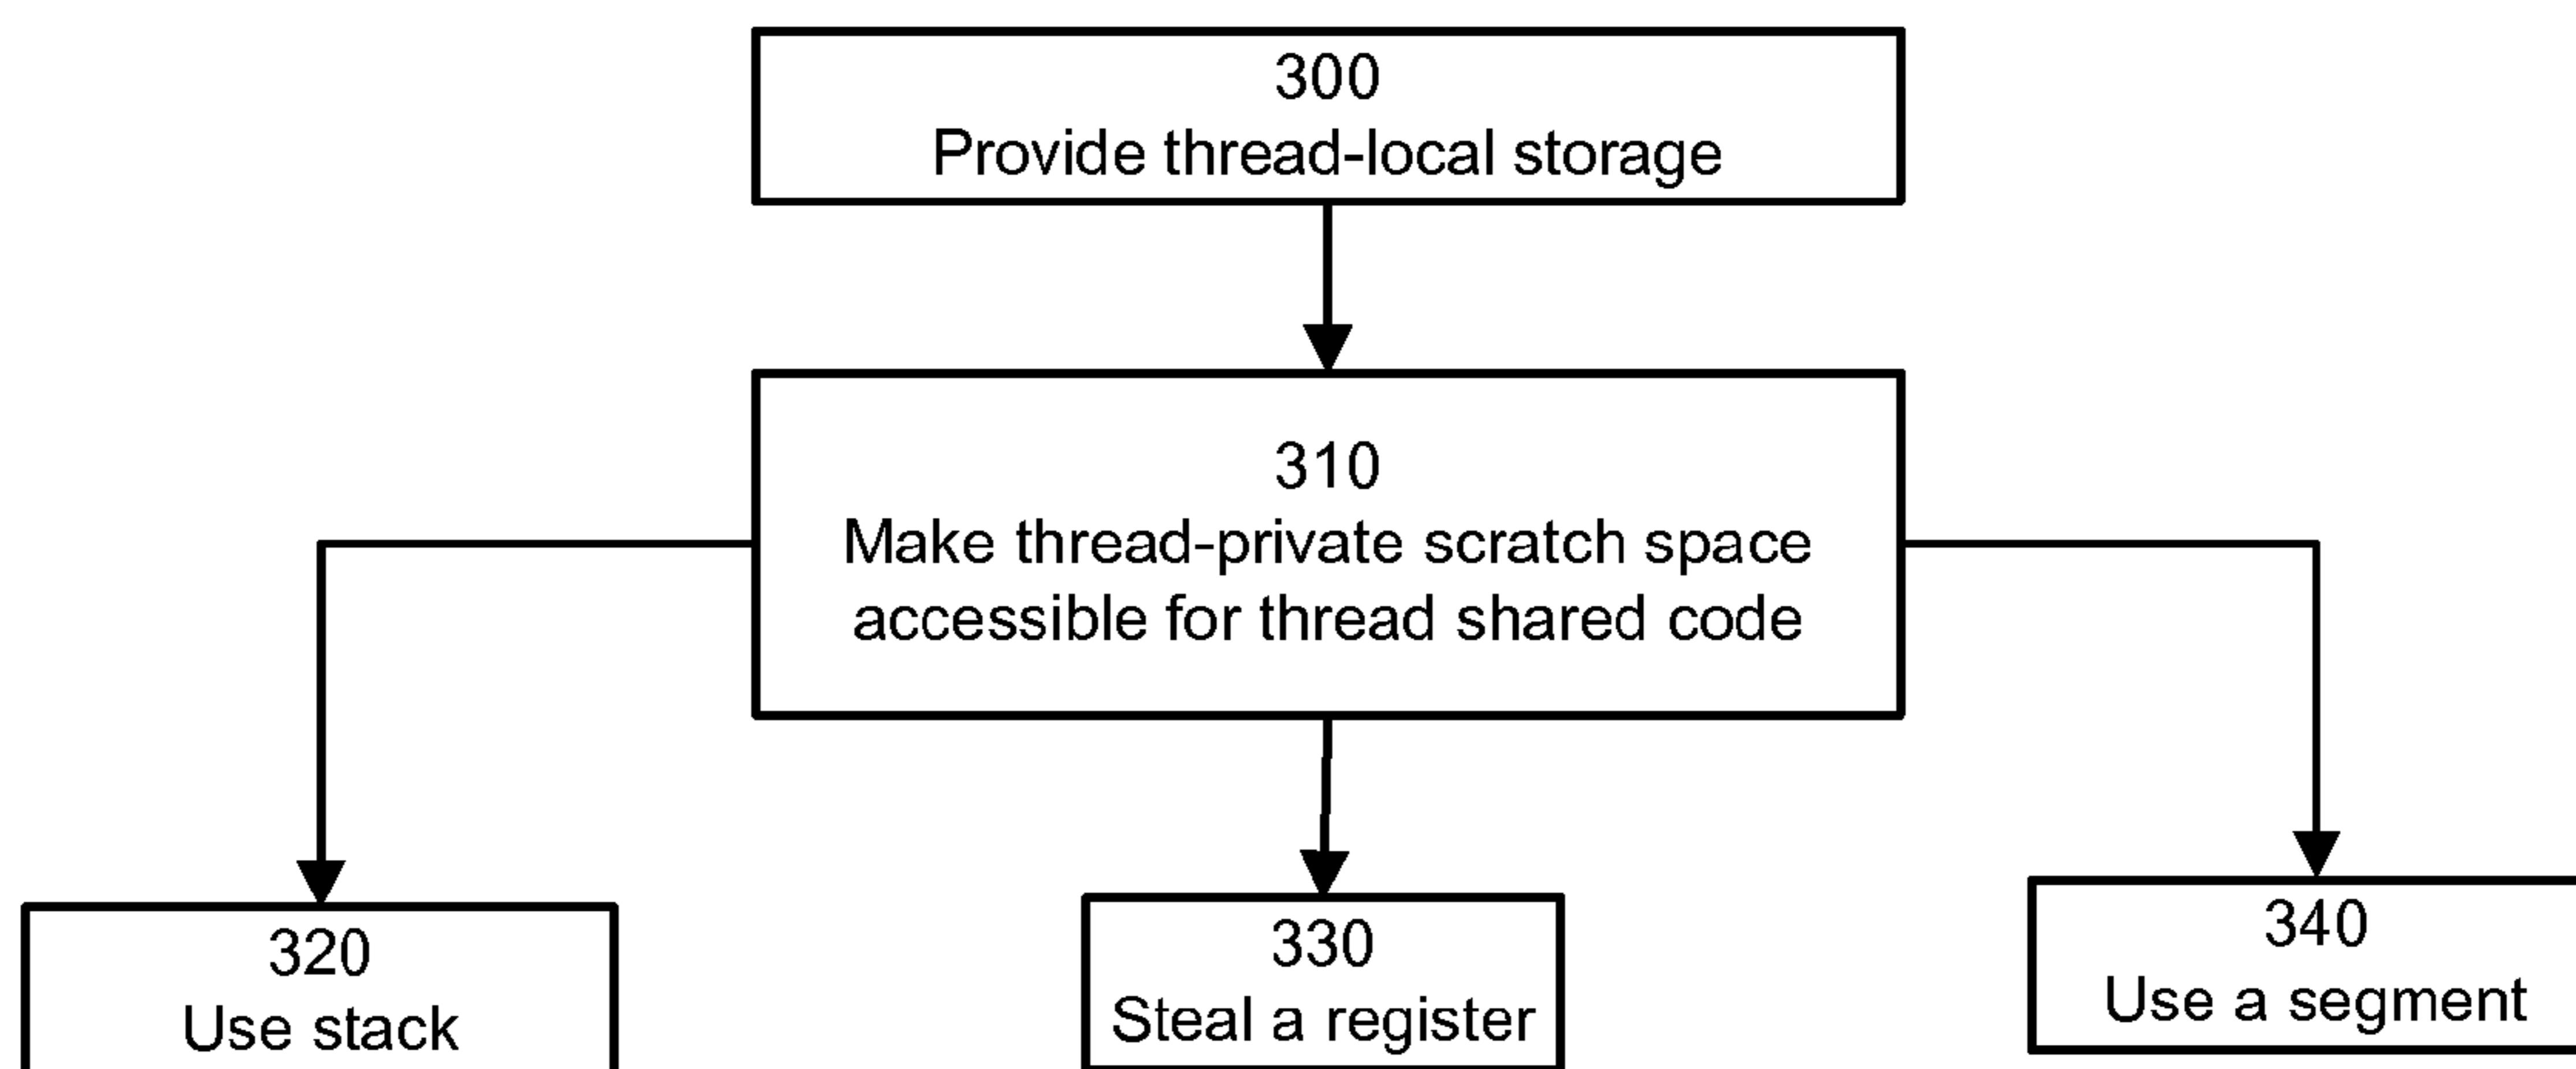 300
Provide thread-local storage
310
Make thread-private scratch space
accessible for thread shared code
320
Use stack
330
Steal a register
340
Use a segment